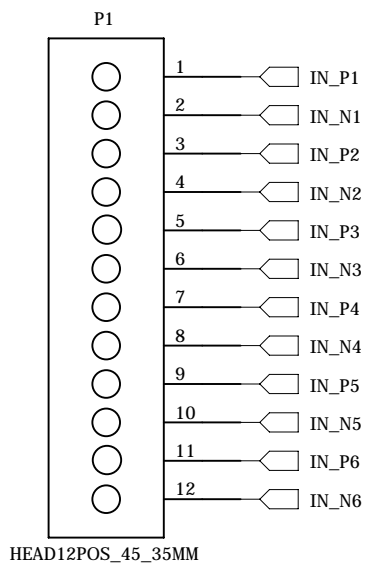 P1
1 IN_P1
2 IN_N1
3 IN_P2
4 IN_N2
5 IN_P3
6 IN_N3
7 IN_P4
8 IN_N4
9 IN_P5
10 IN_N5
11 IN_P6
12 IN_N6
HEAD12POS_45_35MM